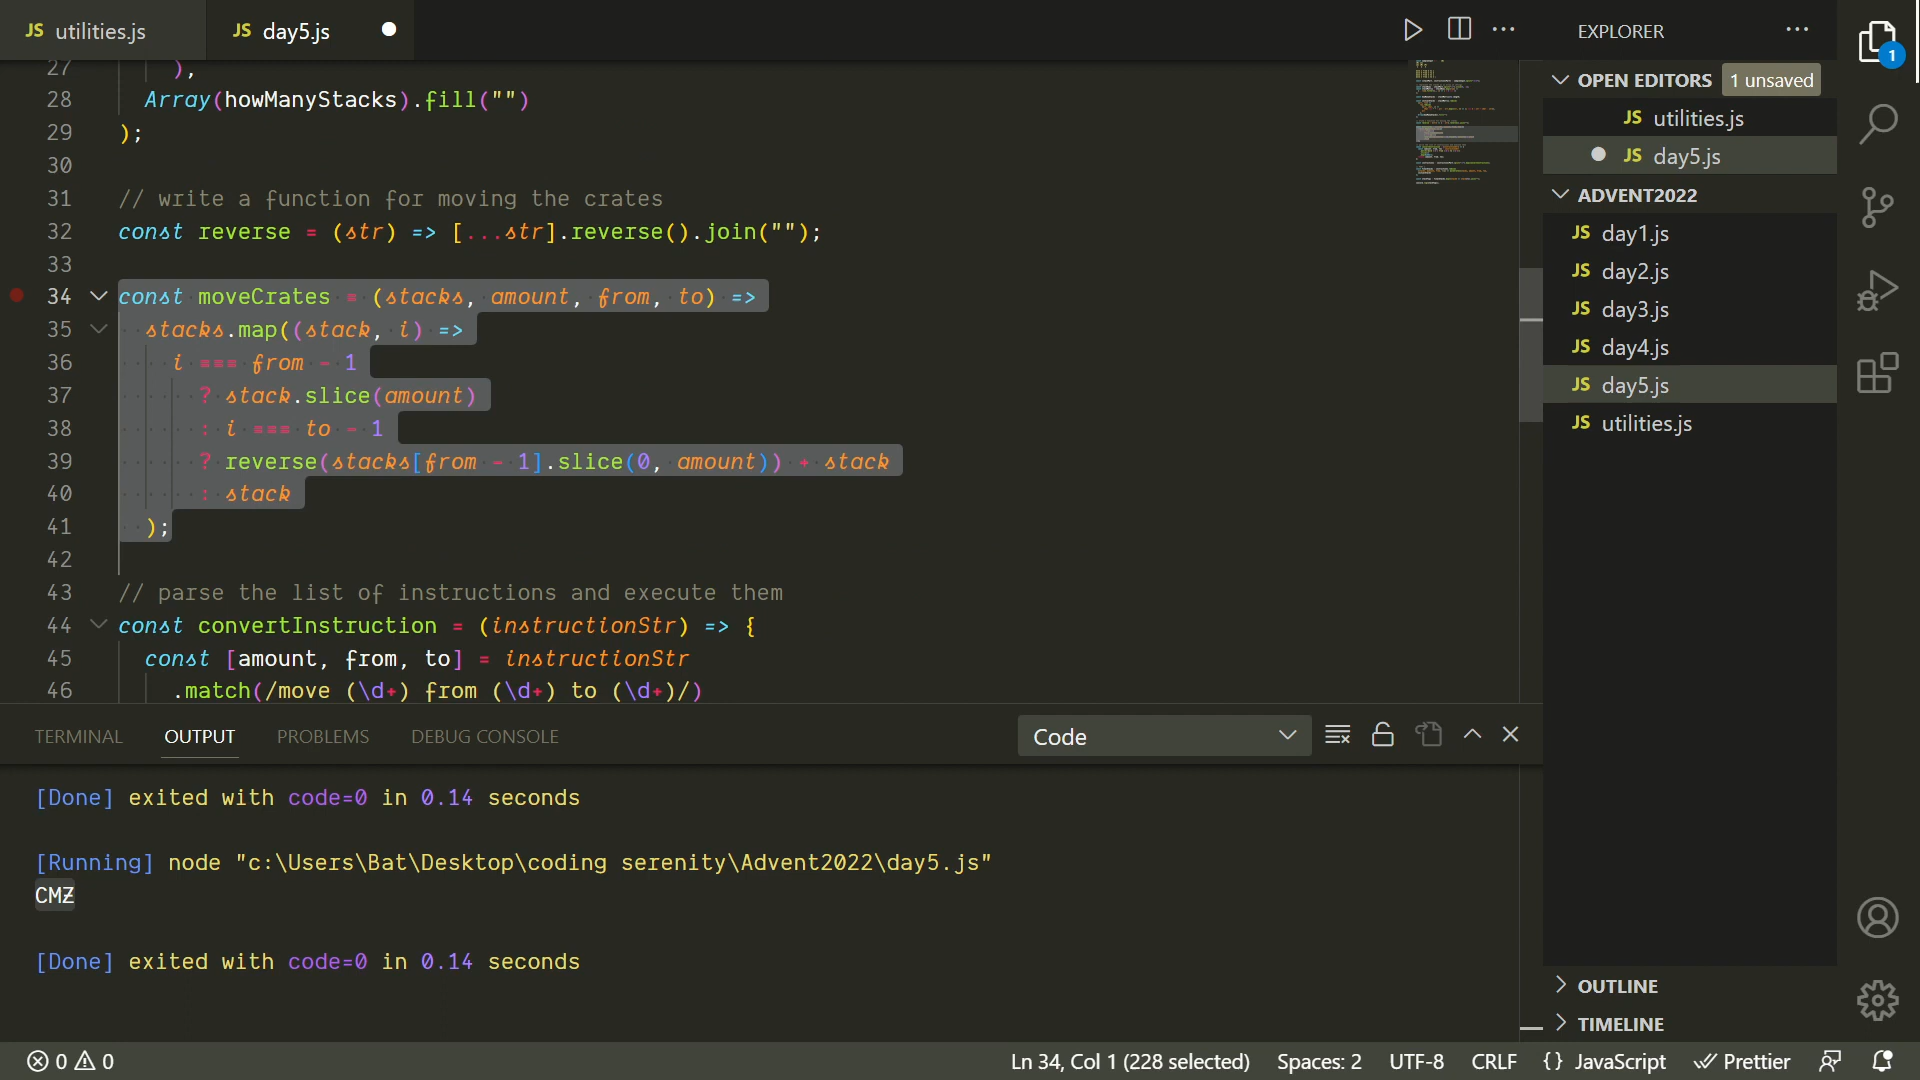 JS utilities.js
JS day5.js
27 ),
28 Array(howManyStacks).fill("")
29 );
30
31 // write a function for moving the crates
32 const reverse = (str) => [...str].reverse().join("");
33
34 const moveCrates = (stacks, amount, from, to) =>
35 stacks.map((stack, i) =>
36 i === from - 1
37 ? stack.slice(amount)
38 : i === to - 1
39 ? reverse(stacks[from - 1].slice(0, amount)) + stack
40 : stack
41 );
42
43 // parse the list of instructions and execute them
44 const convertInstruction = (instructionStr) => {
45 const [amount, from, to] = instructionStr
46 .match(/move (\d+) from (\d+) to (\d+)/)
TERMINAL OUTPUT PROBLEMS DEBUG CONSOLE Code
[Done] exited with code=0 in 0.14 seconds
[Running] node "c:\Users\Bat\Desktop\coding serenity\Advent2022\day5.js"
CMZ
[Done] exited with code=0 in 0.14 seconds
EXPLORER
1
OPEN EDITORS 1 unsaved
JS utilities.js
JS day5.js
ADVENT2022
JS day1.js
JS day2.js
JS day3.js
JS day4.js
JS day5.js
JS utilities.js
OUTLINE
TIMELINE
0 0 Ln 34, Col 1 (228 selected) Spaces: 2 UTF-8 CRLF {} JavaScript Prettier